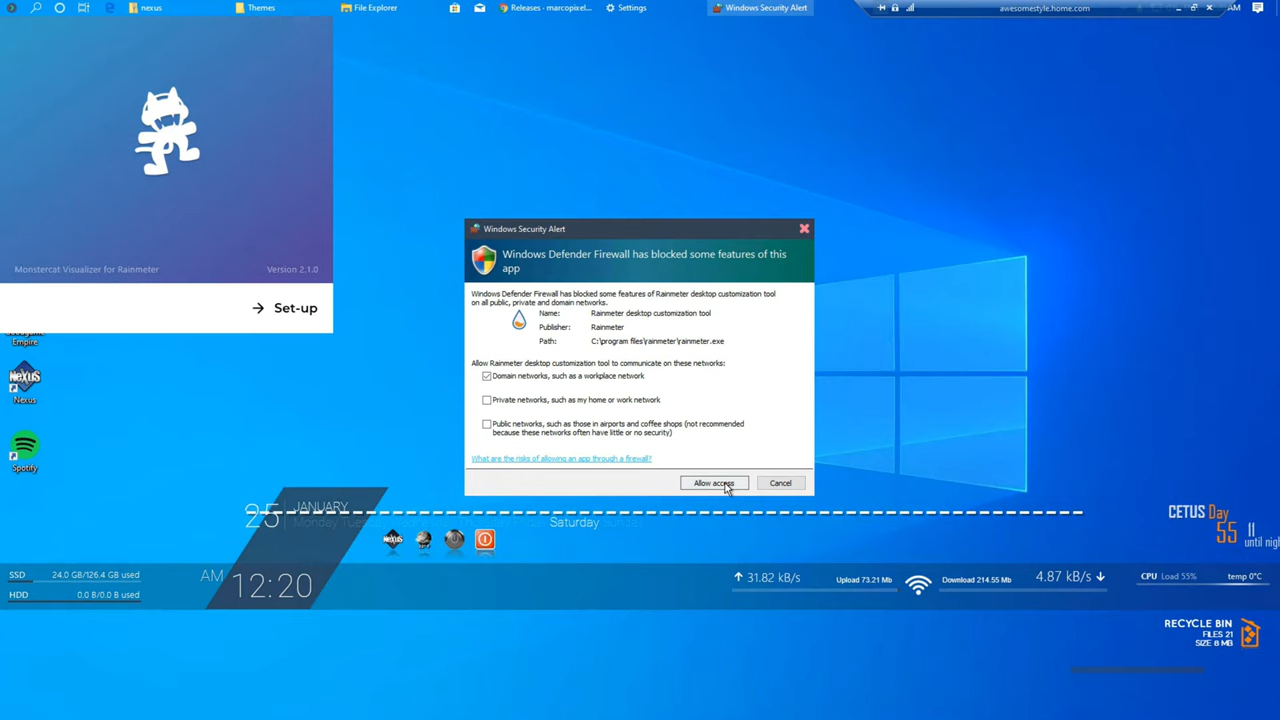 nexus
Themes
File Explorer
Releases - marcopixel...
Settings
Windows Security Alert
awesomestyle.home.com
AM
Monstercat Visualizer for Rainmeter
Version 2.1.0
Set-up
Empire
Nexus
Spotify
Windows Security Alert
Windows Defender Firewall has blocked some features of this
app
Windows Defender Firewall has blocked some features of Rainmeter desktop customization tool
on all public, private and domain networks.
Name: Rainmeter desktop customization tool
Publisher: Rainmeter
Path: C:\program files\rainmeter\rainmeter.exe
Allow Rainmeter desktop customization tool to communicate on these networks:
Domain networks, such as a workplace network
Private networks, such as my home or work network
Public networks, such as those in airports and coffee shops (not recommended
because these networks often have little or no security)
What are the risks of allowing an app through a firewall?
Allow access
Cancel
25 JANUARY
Saturday Sunday
CETUS Day
55
11
until nigh
SSD 24.0 GB/126.4 GB used
HDD 0.0 B/0.0 B used
AM 12:20
31.82 kB/s
Upload 73.21 Mb
Download 214.55 Mb
4.87 kB/s
CPU Load 55% temp 0°C
RECYCLE BIN
FILES 21
SIZE 8 MB